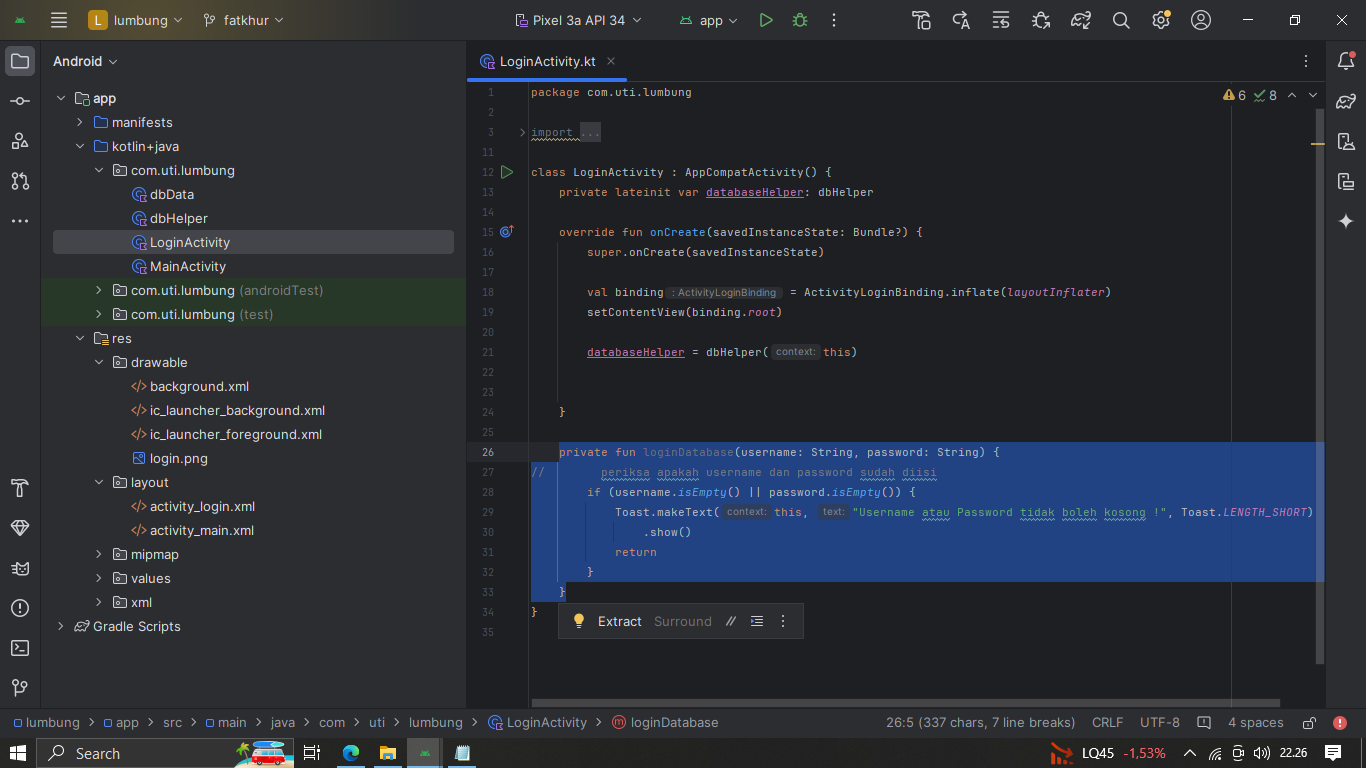 L lumbung fatkhur Pixel 3a API 34 app
Android
app
manifests
kotlin+java
com.uti.lumbung
dbData
dbHelper
LoginActivity
MainActivity
com.uti.lumbung (androidTest)
com.uti.lumbung (test)
res
drawable
background.xml
ic_launcher_background.xml
ic_launcher_foreground.xml
login.png
layout
activity_login.xml
activity_main.xml
mipmap
values
xml
Gradle Scripts
LoginActivity.kt
6 8
1 package com.uti.lumbung
2
3 import ...
11
12 class LoginActivity : AppCompatActivity() {
13 private lateinit var databaseHelper: dbHelper
14
15 override fun onCreate(savedInstanceState: Bundle?) {
16 super.onCreate(savedInstanceState)
17
18 val binding : ActivityLoginBinding = ActivityLoginBinding.inflate(layoutInflater)
19 setContentView(binding.root)
20
21 databaseHelper = dbHelper( context: this)
22
23
24 }
25
26 private fun loginDatabase(username: String, password: String) {
27 // periksa apakah username dan password sudah diisi
28 if (username.isEmpty() || password.isEmpty()) {
29 Toast.makeText( context: this, text: "Username atau Password tidak boleh kosong !", Toast.LENGTH_SHORT)
30 .show()
31 return
32 }
33 }
34 }
35
Extract Surround //
lumbung > app > src > main > java > com > uti > lumbung > LoginActivity > loginDatabase 26:5 (337 chars, 7 line breaks) CRLF UTF-8 4 spaces
Search LQ45 -1,53% 22.26